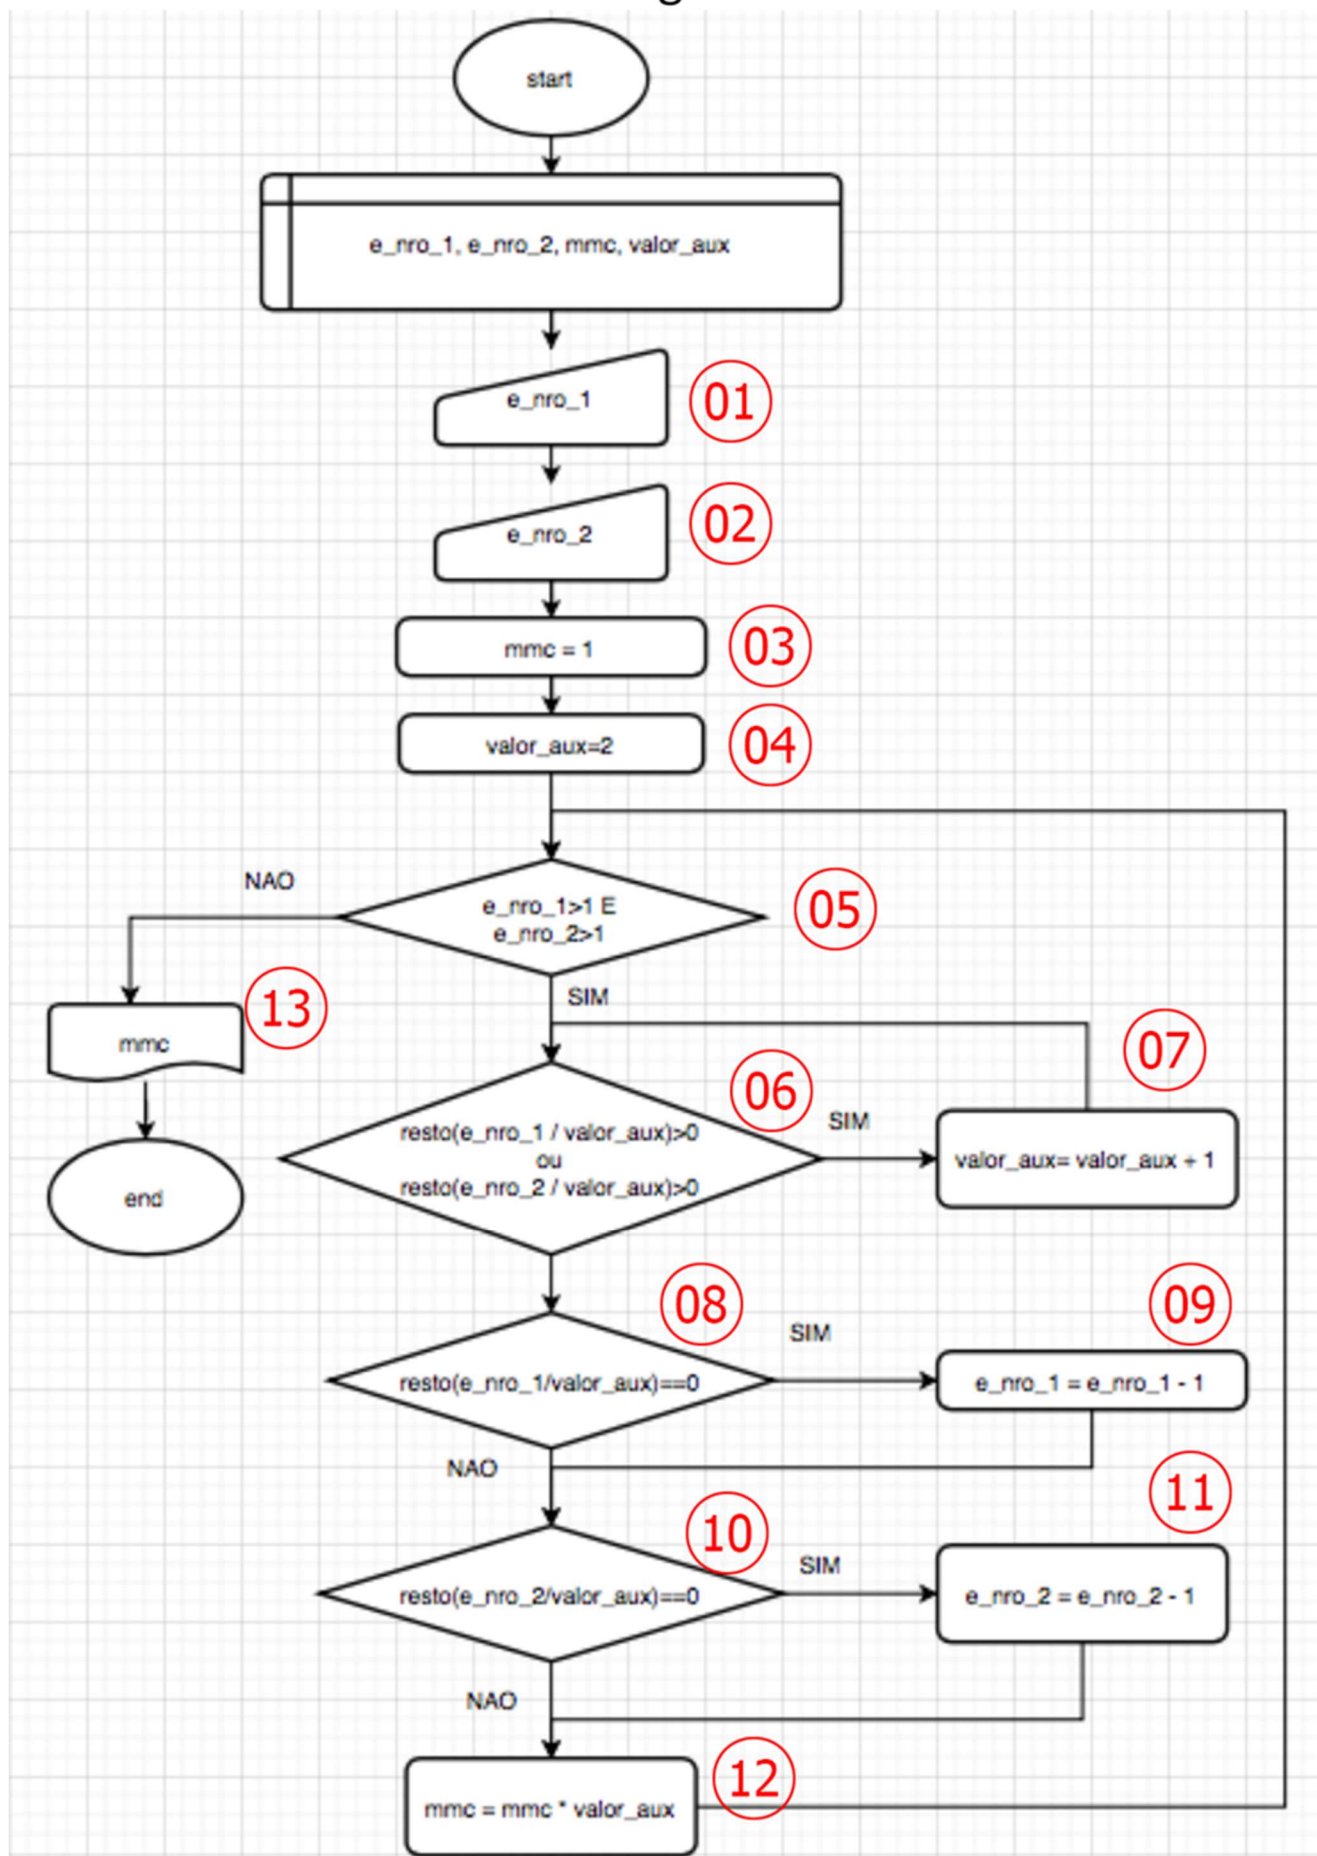 g
start
e_nro_1, e_nro_2, mmc, valor_aux
e_nro_1
01
e_nro_2
02
mmc = 1
03
valor_aux=2
04
NAO
e_nro_1>1 E
e_nro_2>1
05
SIM
13
mmc
end
06
resto(e_nro_1 / valor_aux)>0
ou
resto(e_nro_2 / valor_aux)>0
SIM
07
valor_aux= valor_aux + 1
08
resto(e_nro_1/valor_aux)==0
SIM
09
e_nro_1 = e_nro_1 - 1
NAO
10
resto(e_nro_2/valor_aux)==0
SIM
11
e_nro_2 = e_nro_2 - 1
NAO
12
mmc = mmc * valor_aux